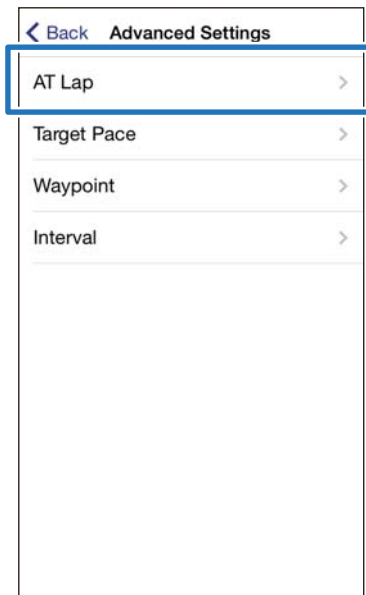 Back Advanced Settings
AT Lap
Target Pace
Waypoint
Interval